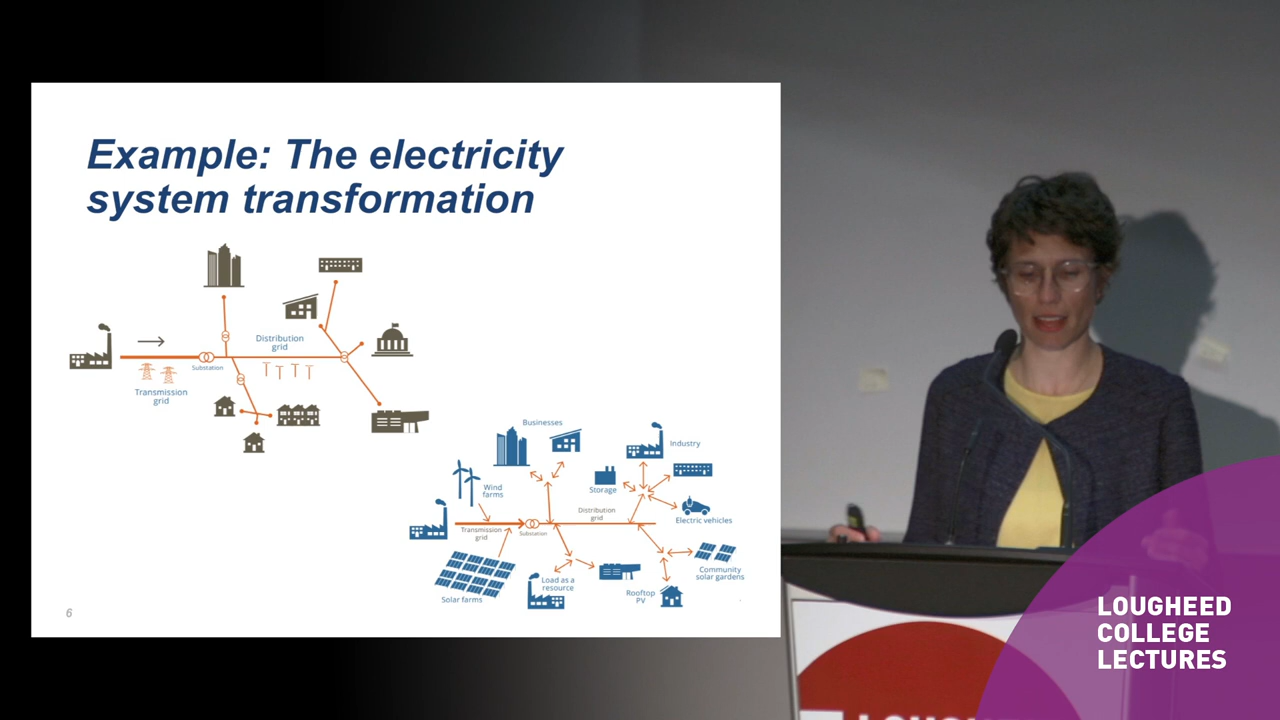 Example: The electricity
system transformation
Distribution
grid
Substation
Transmission
grid
Businesses
Industry
Wind
farms
Storage
Distribution
grid
Electric vehicles
Transmission
grid
Substation
Community
solar gardens
Load as a
resource
Rooftop
PV
Solar farms
6
LOUGHEED
COLLEGE
LECTURES